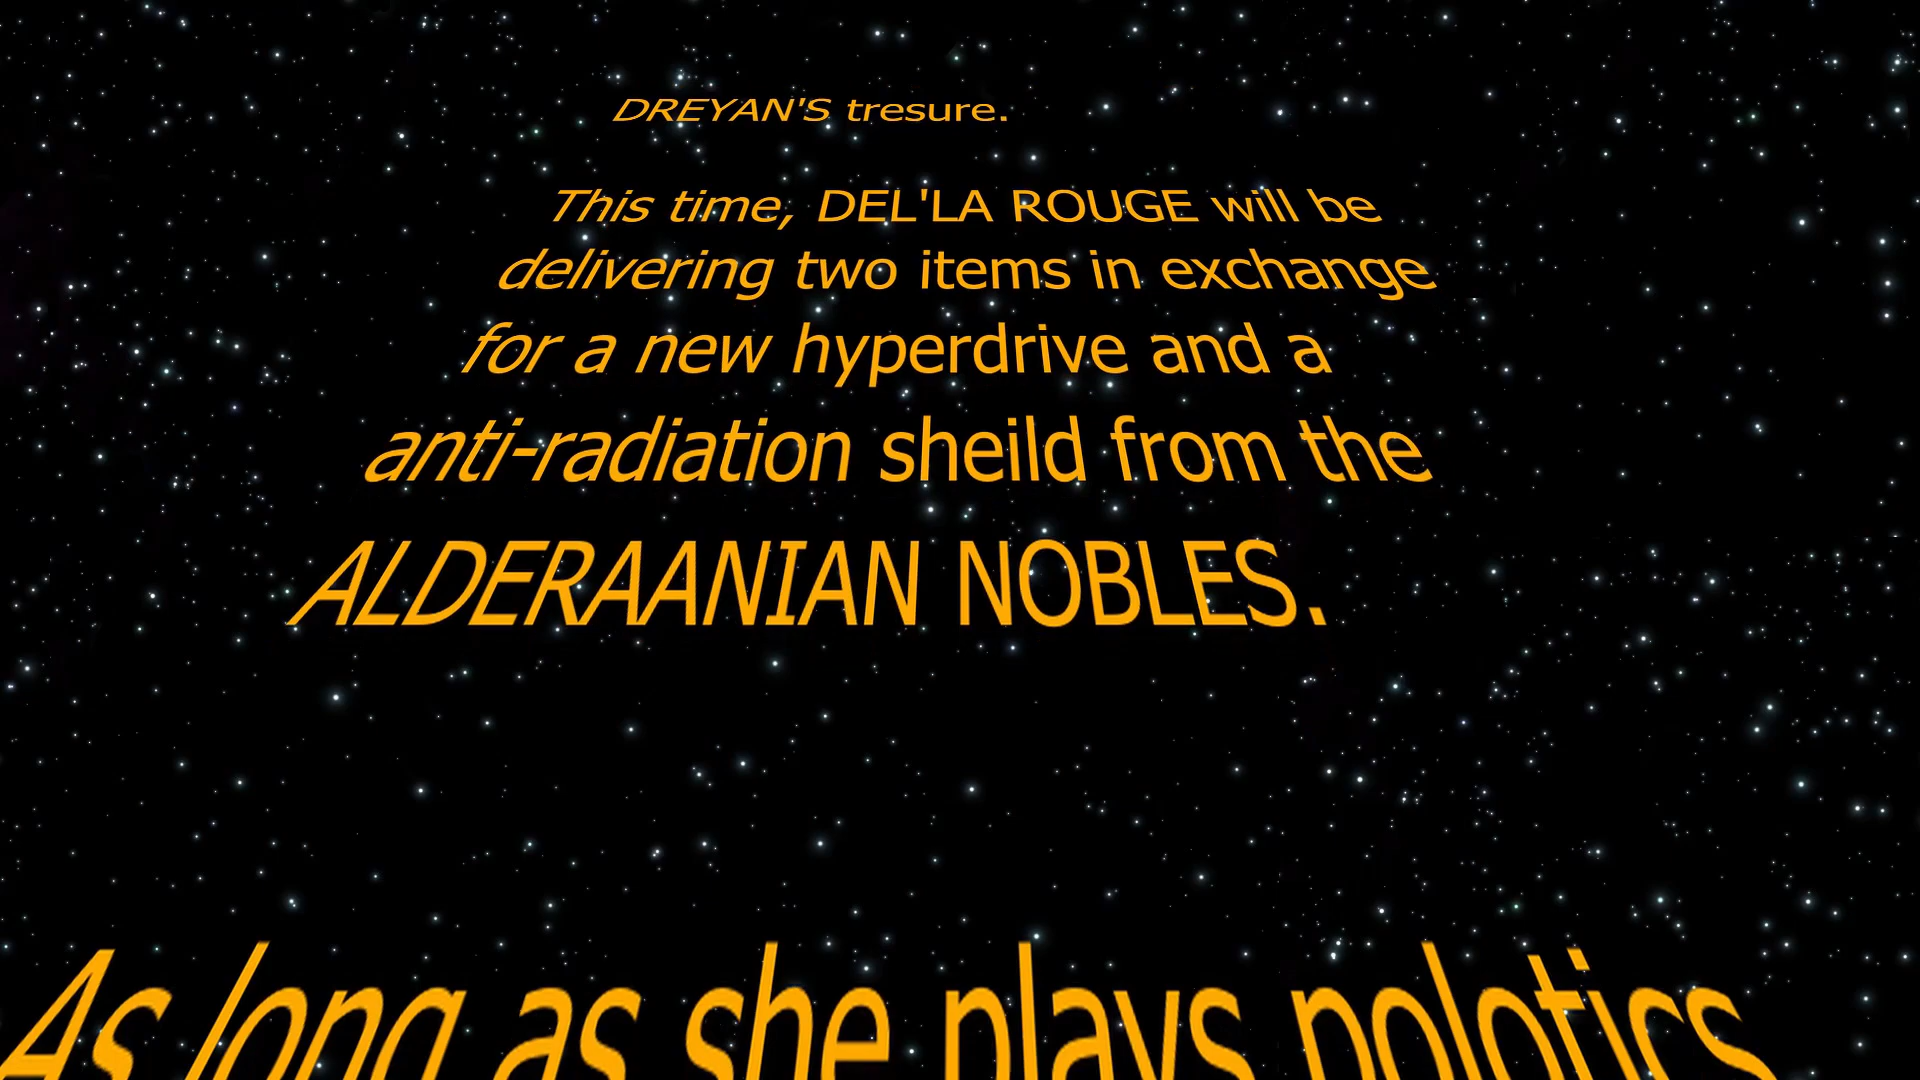 DREYAN'S tresure.
This time, DEL'LA ROUGE will be
delivering two items in exchange
for a new hyperdrive and a
anti-radiation sheild from the
ALDERAANIAN NOBLES.
As long as she plays polotics